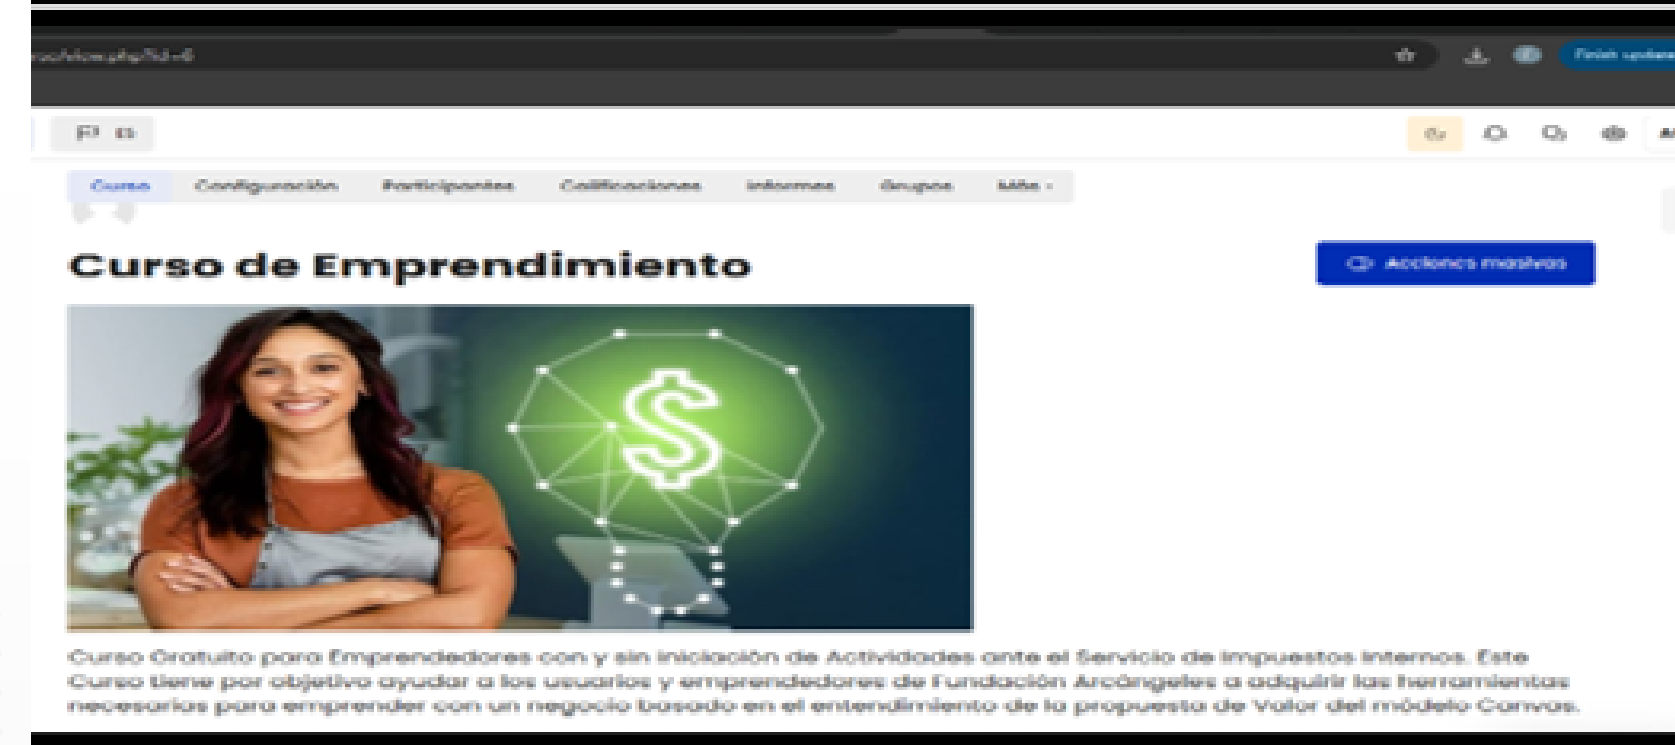 Finish update
Curso Configuración Participantes Calificaciones Informes Grupos Más
Curso de Emprendimiento
Acciones masivas
$
Curso Gratuito para Emprendedores con y sin Iniciación de Actividades ante el Servicio de Impuestos Internos. Este
Curso tiene por objetivo ayudar a los usuarios y emprendedores de Fundación Arcángeles a adquirir las herramientas
necesarias para emprender con un negocio basado en el entendimiento de la propuesta de Valor del módelo Canvas.